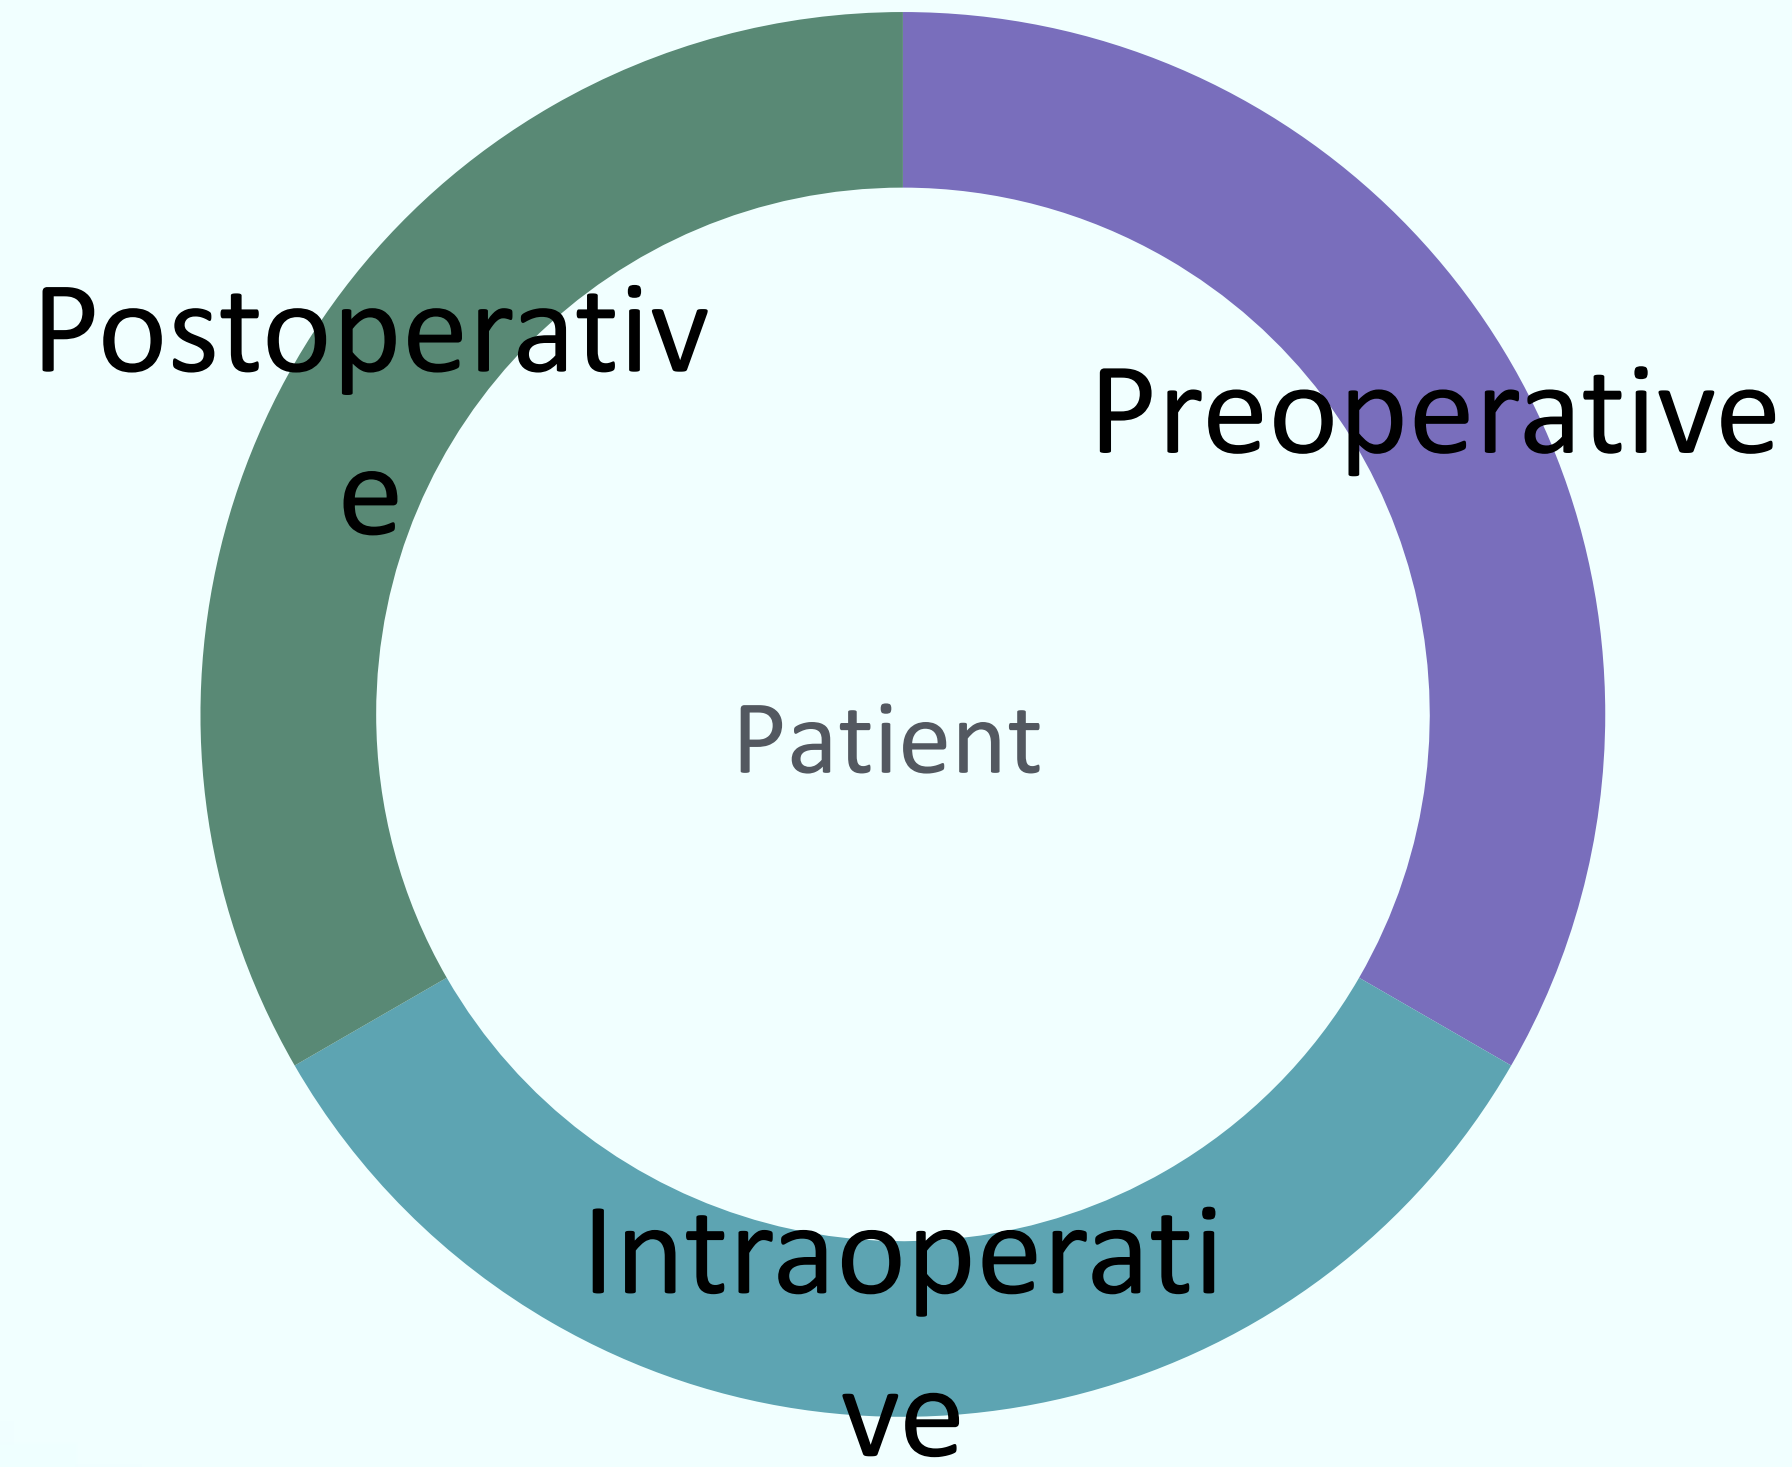 Postoperativ
e
Preoperative
Patient
Intraoperati
ve